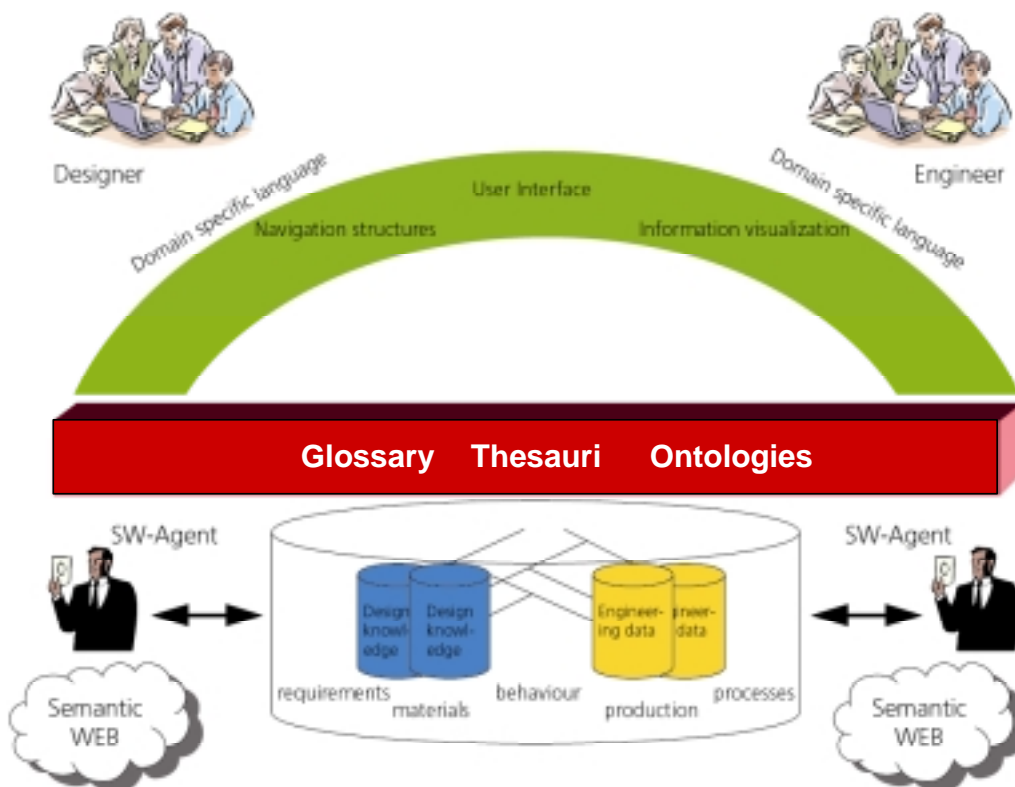 Designer
Engineer
Domain specific language
User Interface
Domain specific language
Navigation structures
Information visualization
Glossary Thesauri Ontologies
SW-Agent
SW-Agent
Design
knowl-
edge
Design
knowl-
edge
Engineer-
ing data
gineer-
data
requirements
materials
behaviour
production
processes
Semantic
WEB
Semantic
WEB